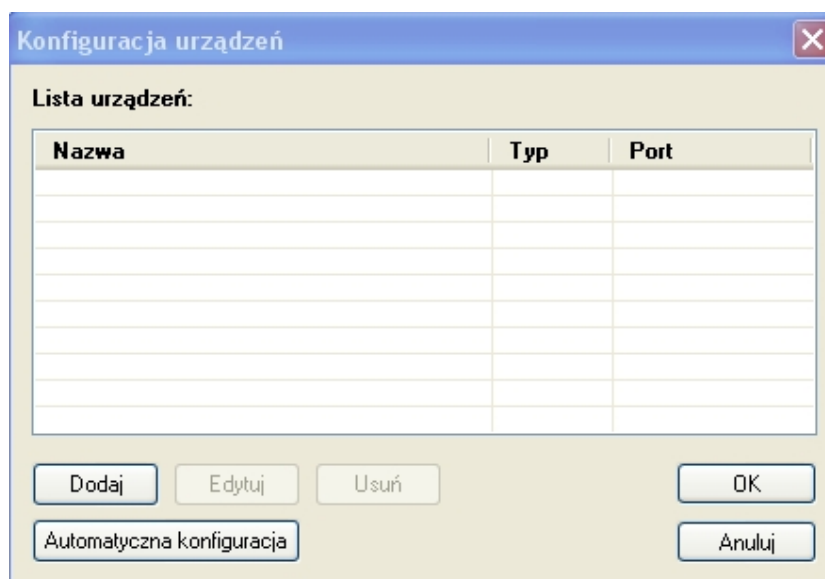 Konfiguracja urządzeń
Lista urządzeń:
Nazwa Typ Port
Dodaj Edytuj Usuń OK
Automatyczna konfiguracja Anuluj